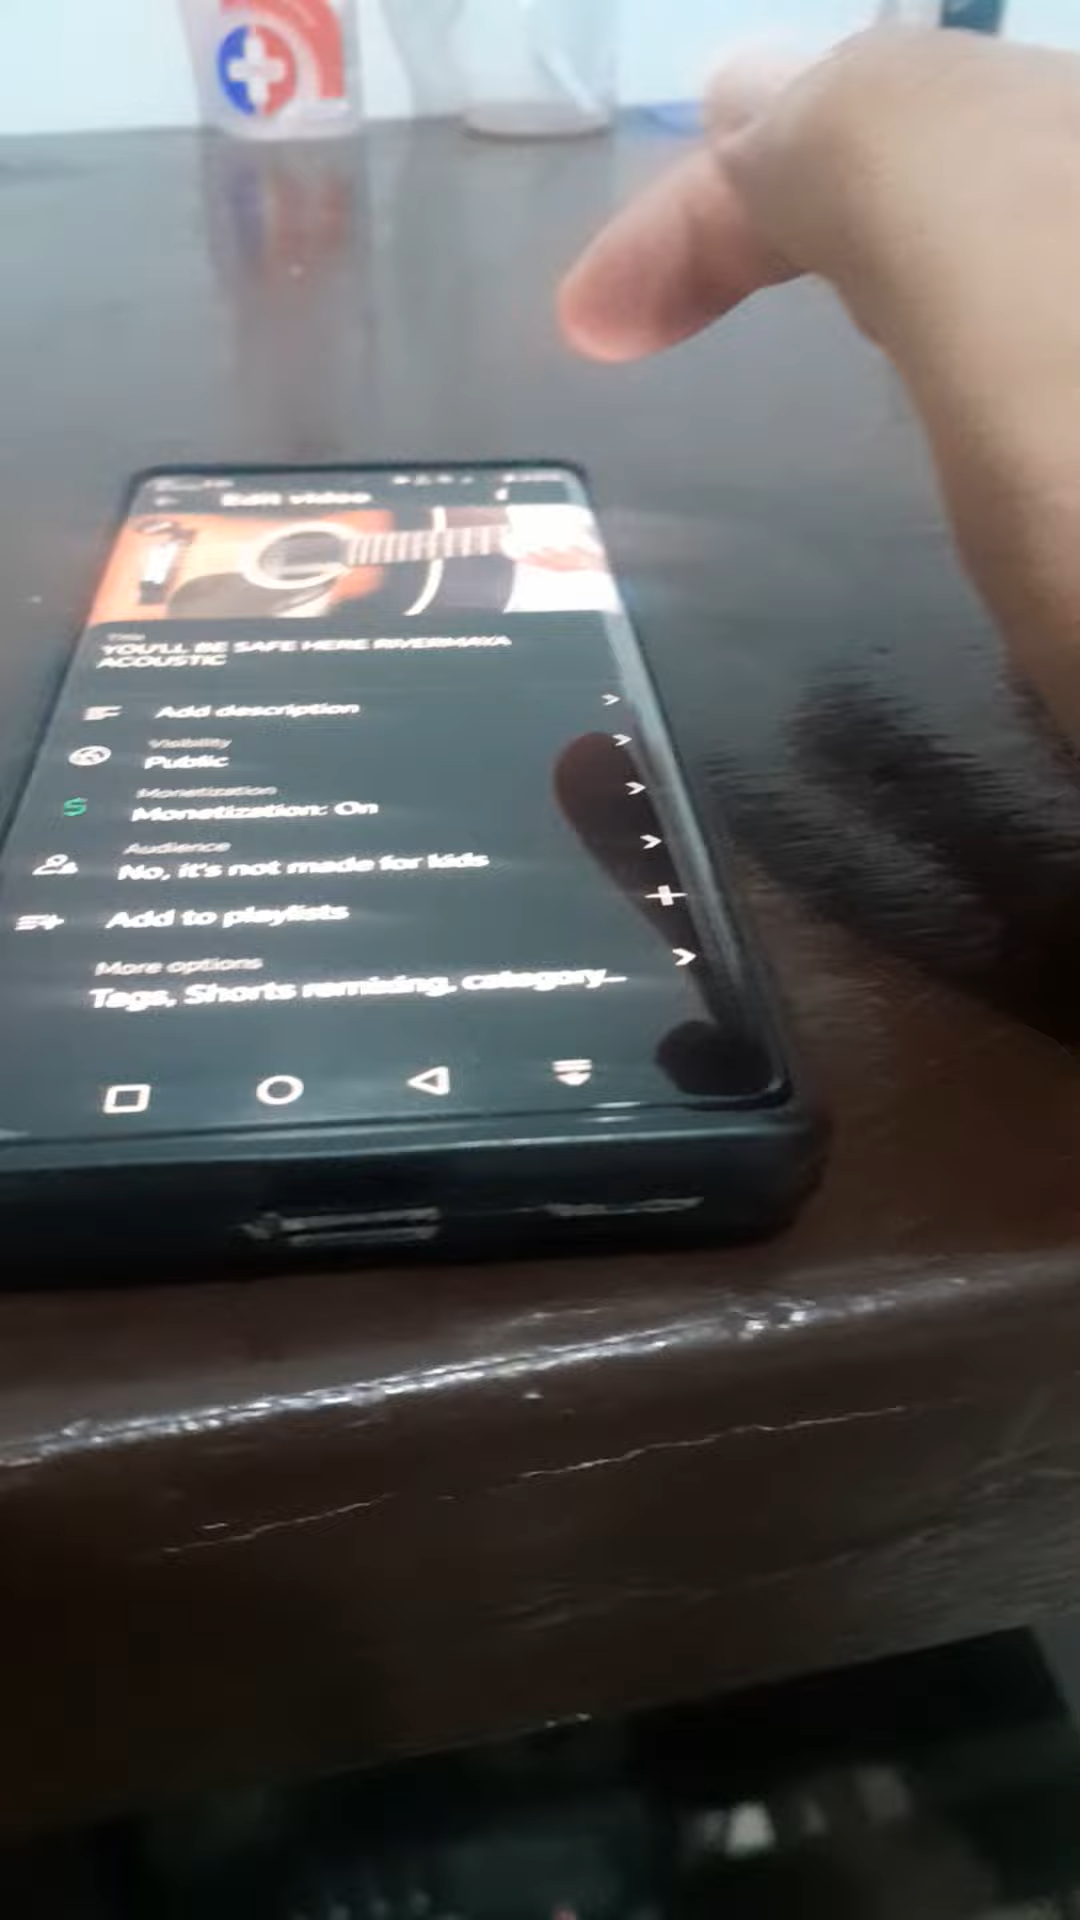 Edit video
Title
YOU'LL BE SAFE HERE RIVERMAYA
ACOUSTIC
Add description
Visibility
Public
Monetization
Monetization: On
Audience
No, it's not made for kids
Add to playlists
More options
Tags, Shorts remixing, category...